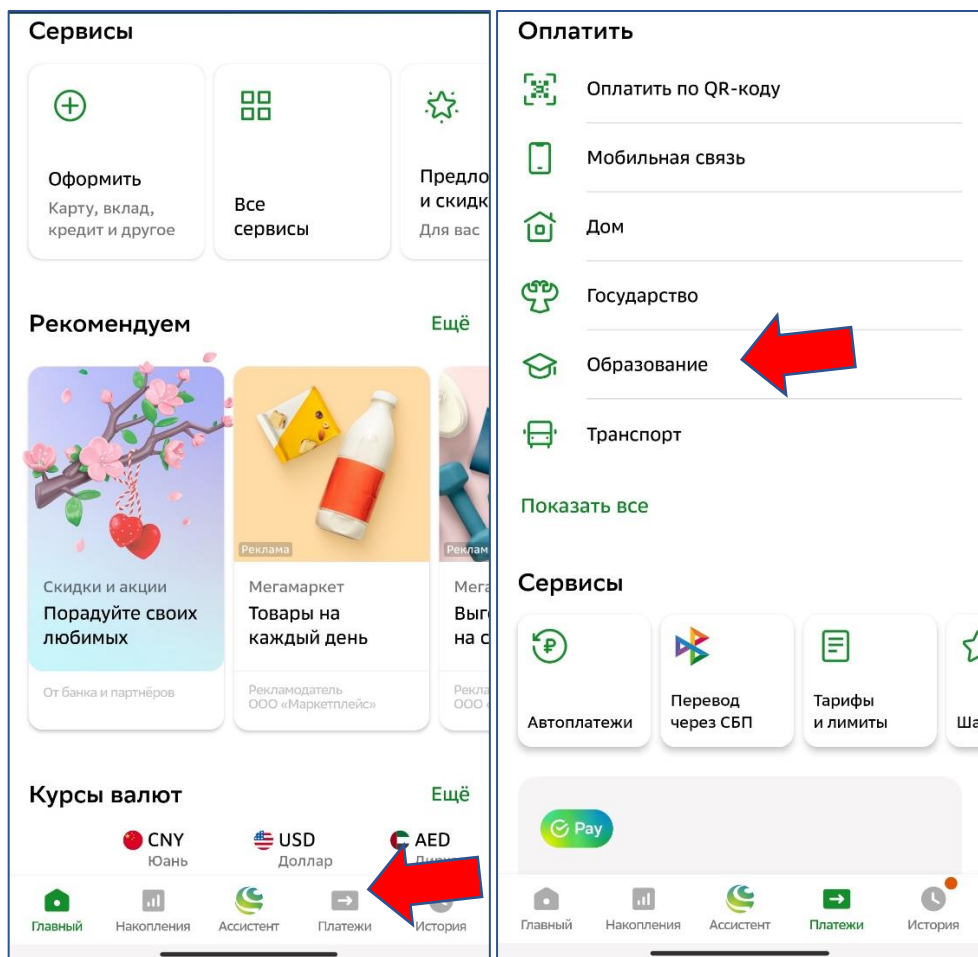 Сервисы
Оформить
Карту, вклад,
кредит и другое
Все
сервисы
Предло
и скидк
Для вас
Рекомендуем
Ещё
Реклама
Скидки и акции
Порадуйте своих
любимых
От банка и партнёров
Мегамаркет
Товары на
каждый день
Рекламодатель
ООО «Маркетплейс»
Реклам
Мега
Выг
на с
Рекла
ООО
Курсы валют
Ещё
CNY
Юань
USD
Доллар
AED
Главный
Накопления
Ассистент
Платежи
История
Оплатить
Оплатить по QR-коду
Мобильная связь
Дом
Государство
Образование
Транспорт
Показать все
Сервисы
Автоплатежи
Перевод
через СБП
Тарифы
и лимиты
Ша
Pay
Главный
Накопления
Ассистент
Платежи
История